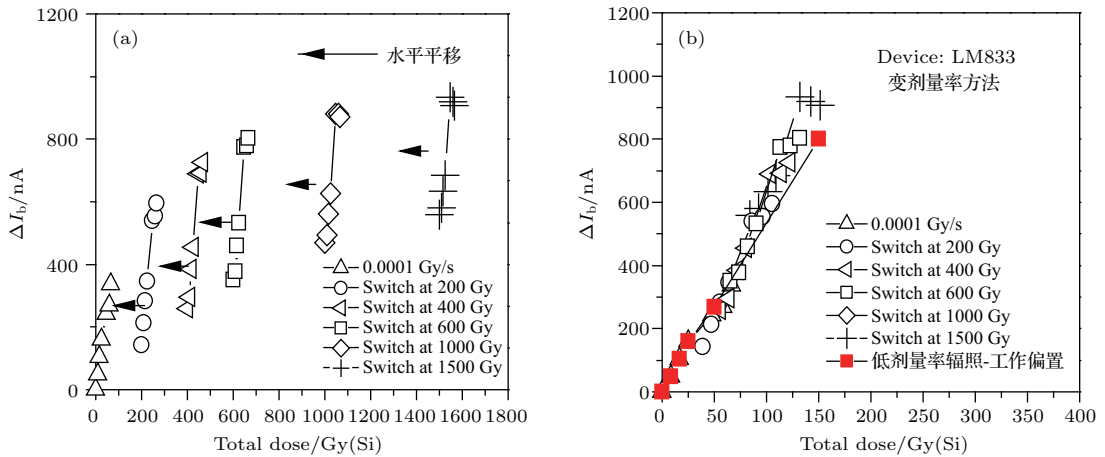 (a)
水平平移
1200
800
400
0
ΔIb/nA
0.0001 Gy/s
Switch at 200 Gy
Switch at 400 Gy
Switch at 600 Gy
Switch at 1000 Gy
Switch at 1500 Gy
0 200 400 600 800 1000 1200 1400 1600 1800
Total dose/Gy(Si)
(b)
Device: LM833
变剂量率方法
1200
1000
800
600
400
200
0
ΔIb/nA
0.0001 Gy/s
Switch at 200 Gy
Switch at 400 Gy
Switch at 600 Gy
Switch at 1000 Gy
Switch at 1500 Gy
低剂量率辐照-工作偏置
0 50 100 150 200 250 300 350 400
Total dose/Gy(Si)